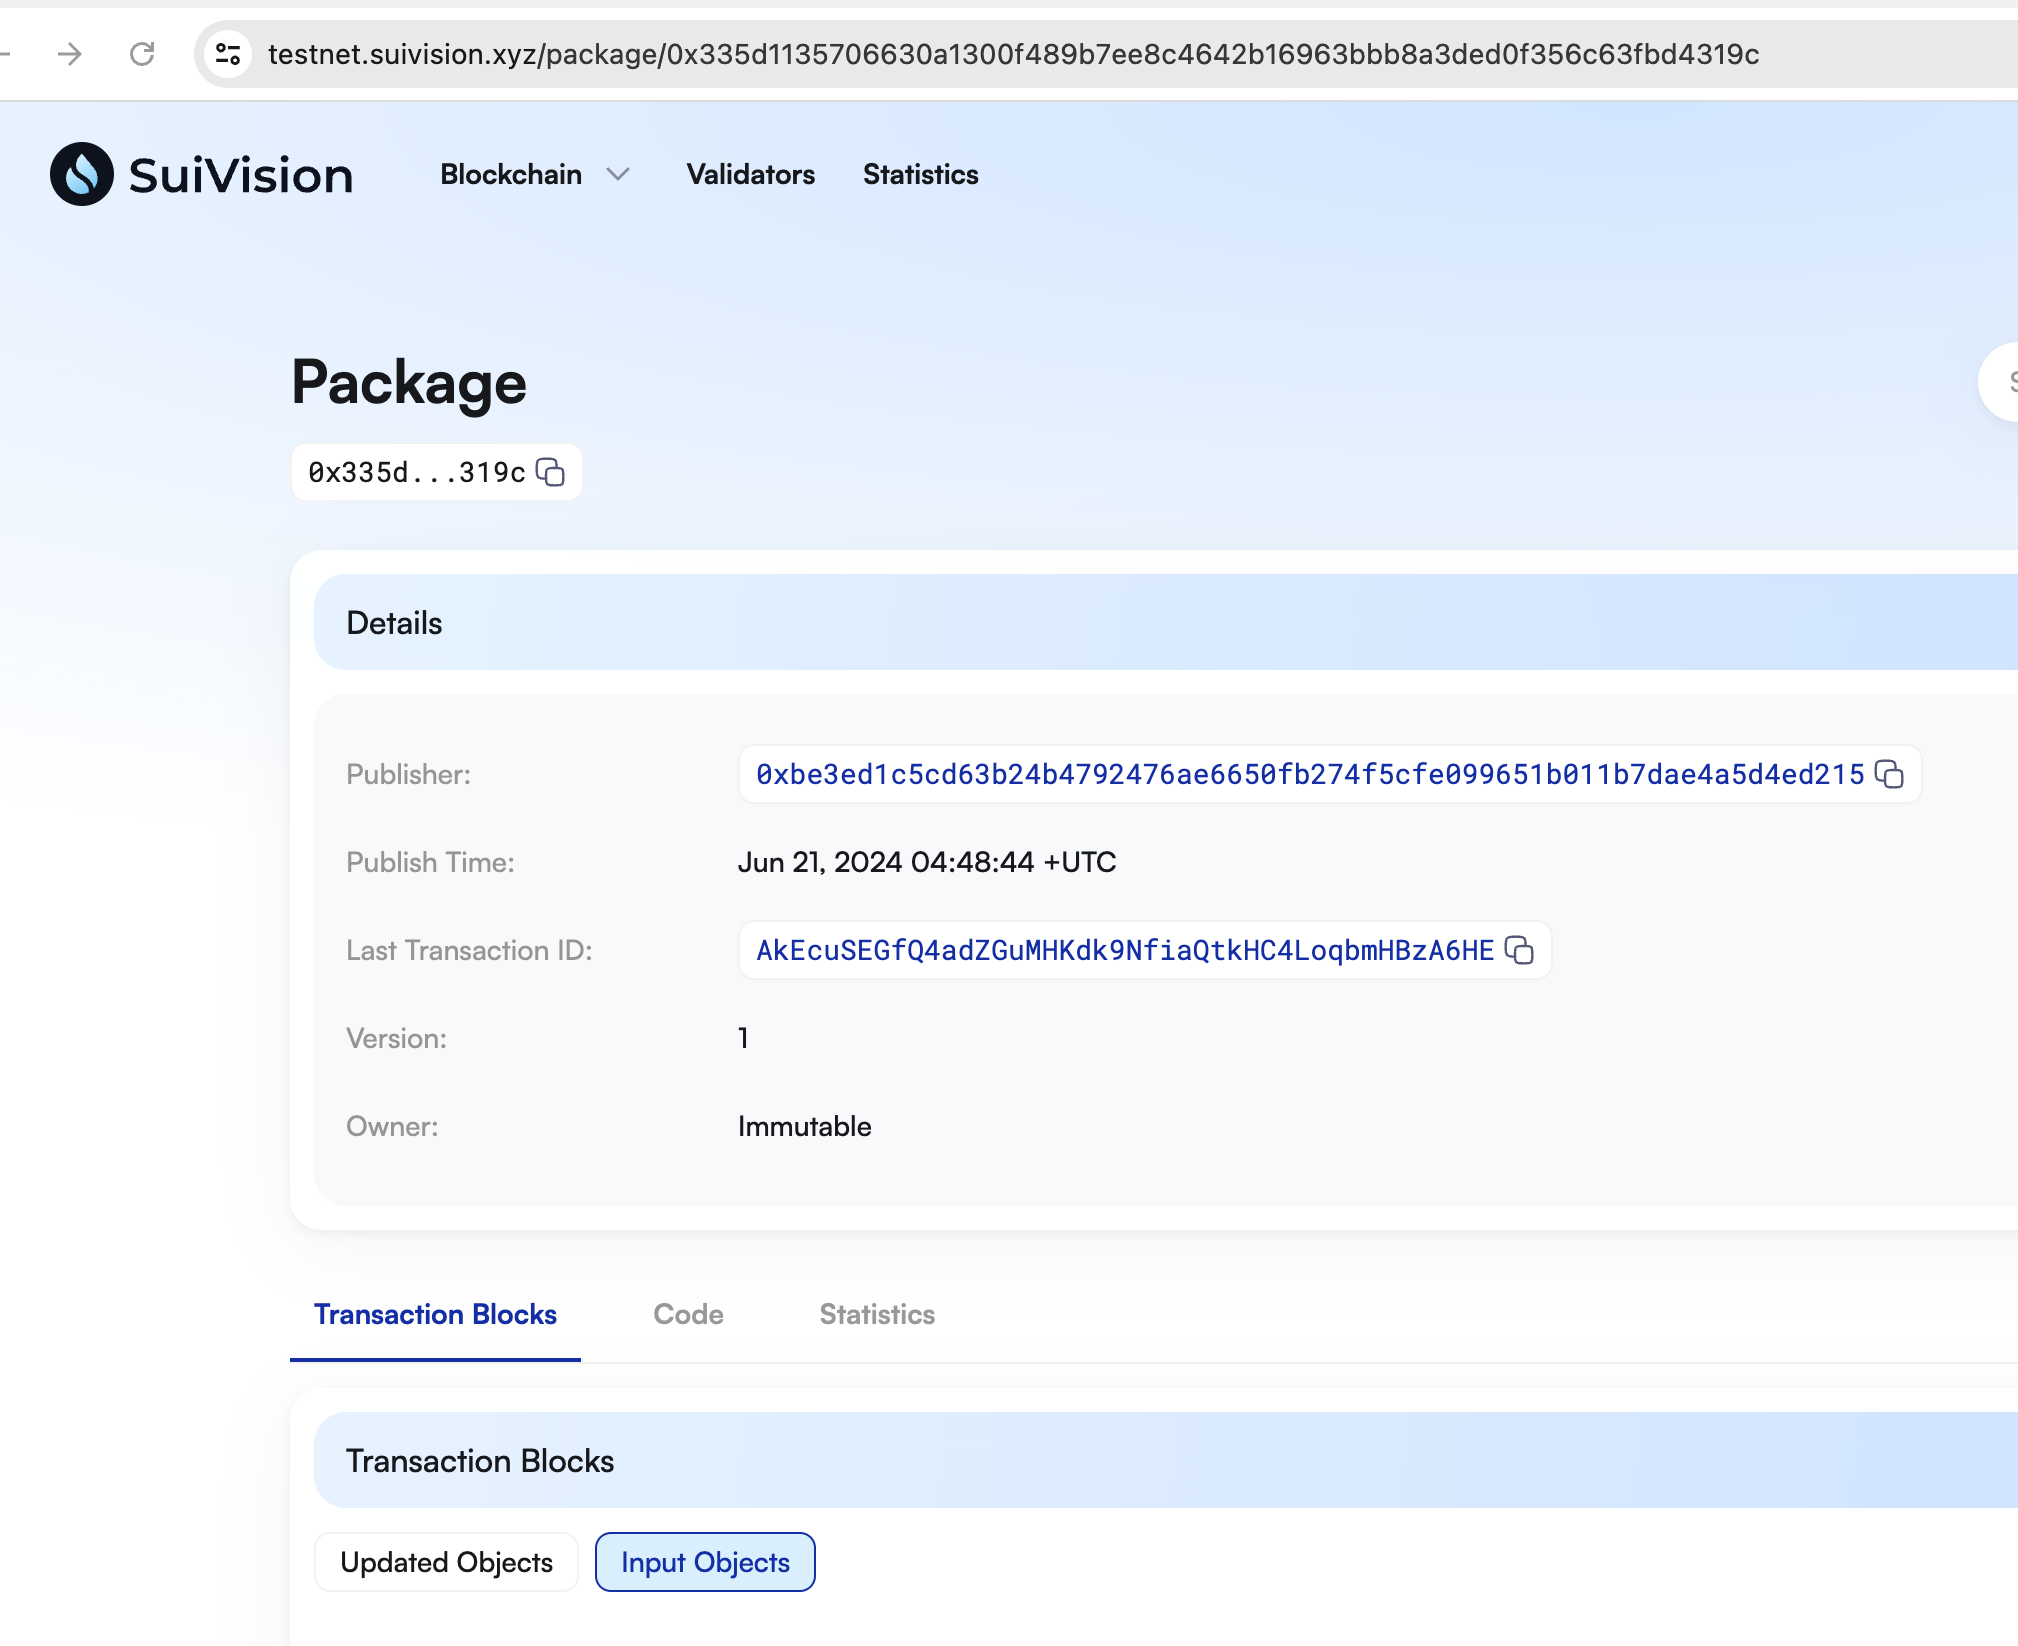 testnet.suivision.xyz/package/0x335d1135706630a1300f489b7ee8c4642b16963bbb8a3ded0f356c63fbd4319c
SuiVision Blockchain Validators Statistics
Package
0x335d...319c
Details
Publisher: 0xbe3ed1c5cd63b24b4792476ae6650fb274f5cfe099651b011b7dae4a5d4ed215
Publish Time: Jun 21, 2024 04:48:44 +UTC
Last Transaction ID: AkEcuSEGfQ4adZGuMHKdk9NfiaQtkHC4LoqbmHBzA6HE
Version: 1
Owner: Immutable
Transaction Blocks Code Statistics
Transaction Blocks
Updated Objects Input Objects